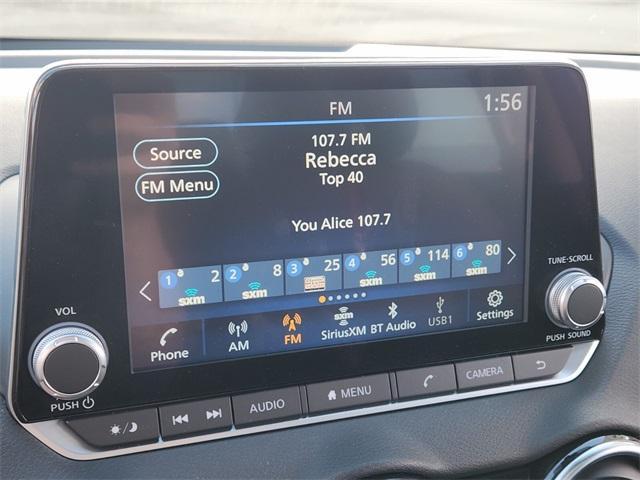 FM
1:56
107.7 FM
Source
Rebecca
FM Menu
Top 40
You Alice 107.7
1 2 sxm
2 8 sxm
3 25
4 56 sxm
5 114 sxm
6 80 sxm
Phone
AM
FM
sxm
SiriusXM
BT Audio
USB1
Settings
VOL
PUSH
TUNE·SCROLL
PUSH SOUND
AUDIO
MENU
CAMERA